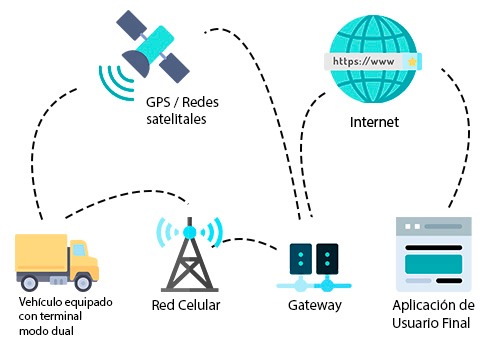 https://www
GPS / Redes
satelitales
Internet
Vehículo equipado
con terminal
modo dual
Red Celular
Gateway
Aplicación de
Usuario Final